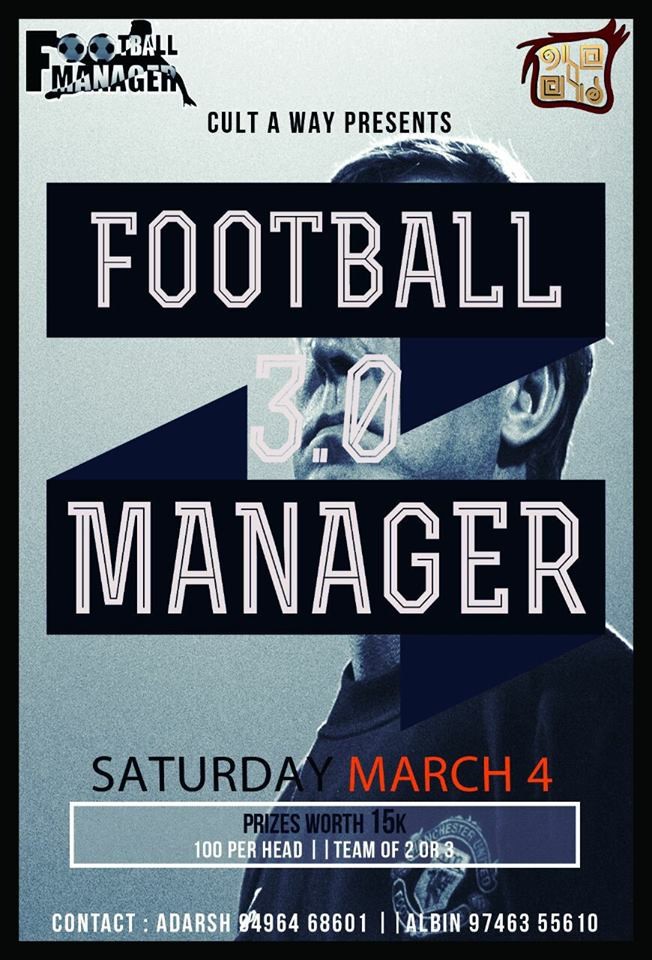 FOOTBALL
MANAGER
CULT A WAY PRESENTS
FOOTBALL
3.0
MANAGER
SATURDAY MARCH 4
PRIZES WORTH 15K
100 PER HEAD ||TEAM OF 2 OR 3
CONTACT : ADARSH 94964 68601 ||ALBIN 97463 55610